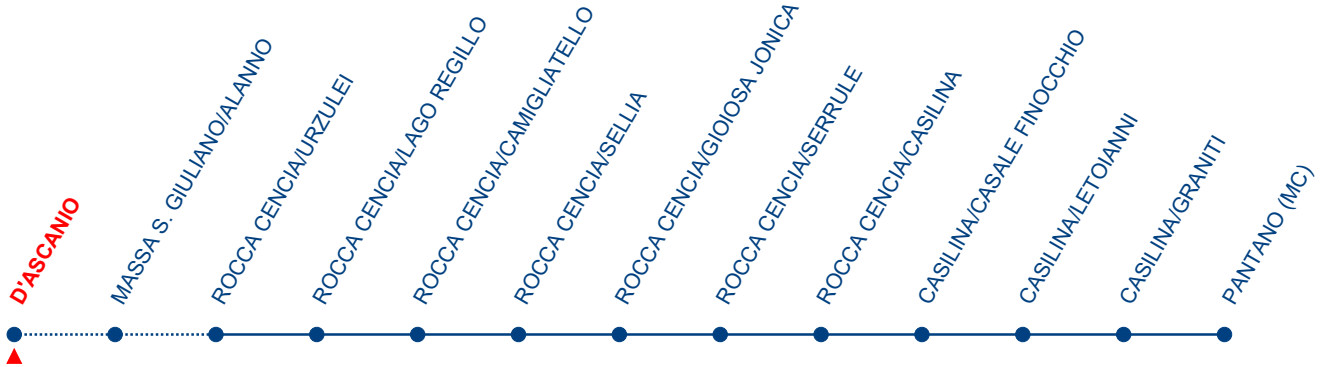 D'ASCANIO
MASSA S. GIULIANO/ALANNO
ROCCA CENCIA/URZULEI
ROCCA CENCIA/LAGO REGILLO
ROCCA CENCIA/CAMIGLIATELLO
ROCCA CENCIA/SELLIA
ROCCA CENCIA/GIOIOSA JONICA
ROCCA CENCIA/SERRULE
ROCCA CENCIA/CASILINA
CASILINA/CASALE FINOCCHIO
CASILINA/LETOIANNI
CASILINA/GRANITI
PANTANO (MC)